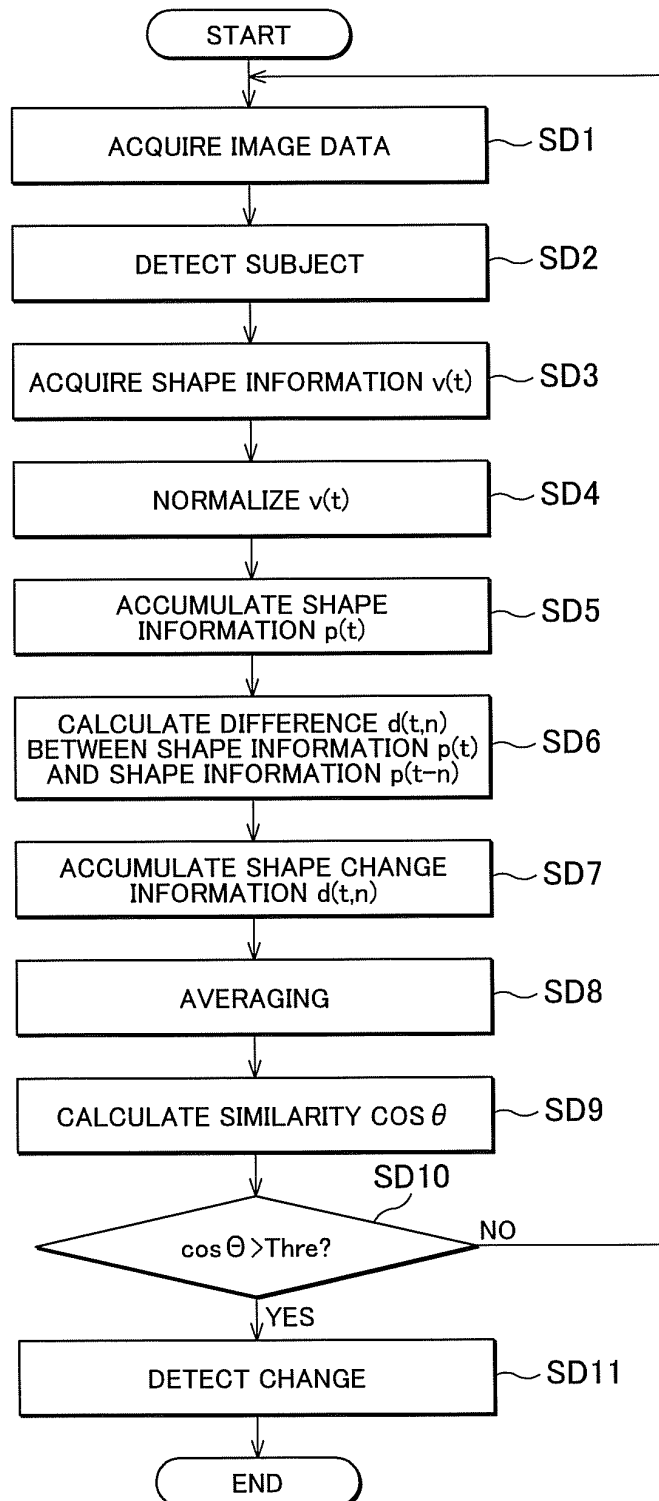 START
ACQUIRE IMAGE DATA
SD1
DETECT SUBJECT
SD2
ACQUIRE SHAPE INFORMATION v(t)
SD3
NORMALIZE v(t)
SD4
ACCUMULATE SHAPE
INFORMATION p(t)
SD5
CALCULATE DIFFERENCE d(t,n)
BETWEEN SHAPE INFORMATION p(t)
AND SHAPE INFORMATION p(t-n)
SD6
ACCUMULATE SHAPE CHANGE
INFORMATION d(t,n)
SD7
AVERAGING
SD8
CALCULATE SIMILARITY COS θ
SD9
SD10
cos Θ >Thre?
NO
YES
DETECT CHANGE
SD11
END